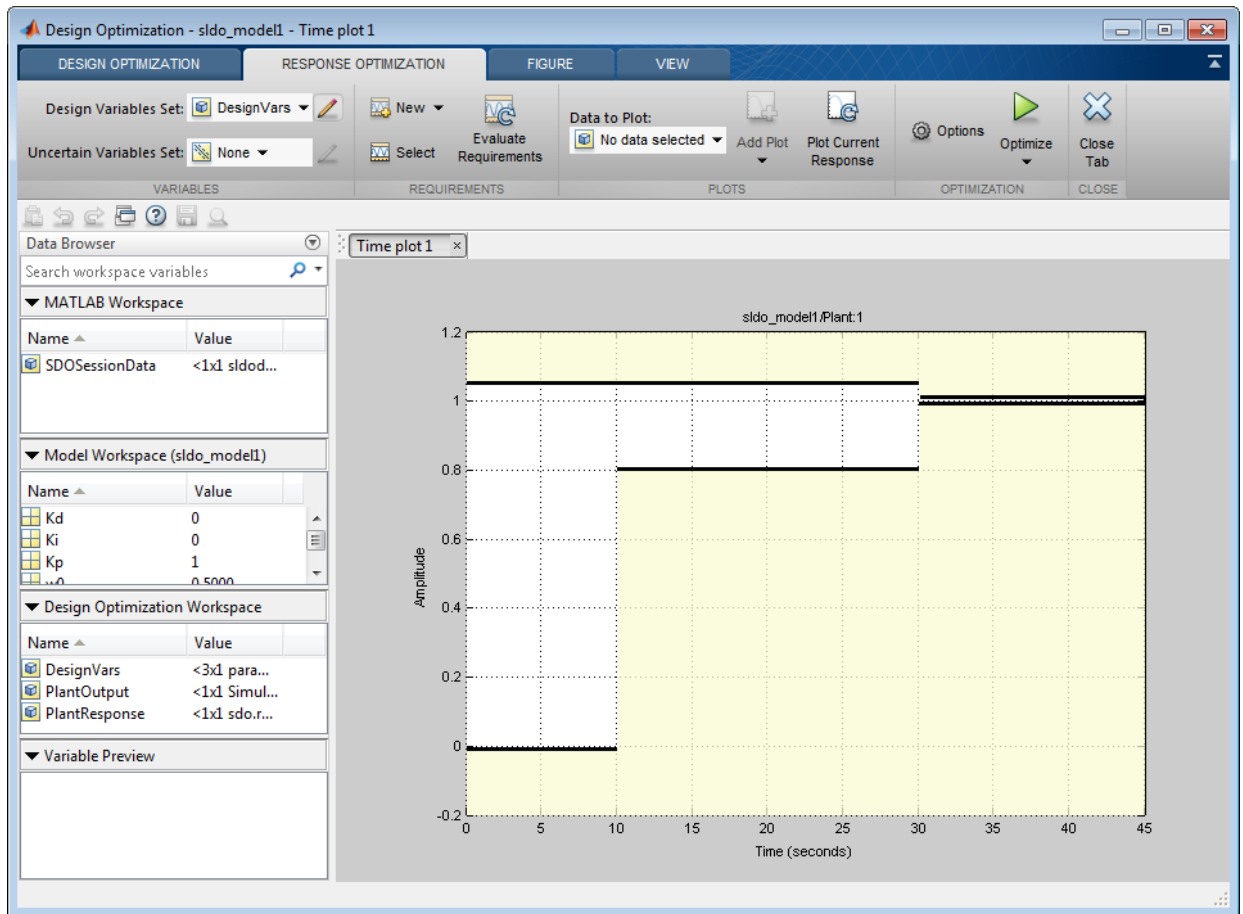 Design Optimization - sldo_model1 - Time plot 1
DESIGN OPTIMIZATION RESPONSE OPTIMIZATION FIGURE VIEW
Design Variables Set: DesignVars
Uncertain Variables Set: None
VARIABLES
New
Select
Evaluate
Requirements
REQUIREMENTS
Data to Plot:
No data selected
Add Plot
Plot Current
Response
PLOTS
Options
Optimize
OPTIMIZATION
Close
Tab
CLOSE
Data Browser
Search workspace variables
MATLAB Workspace
Name Value
SDOSessionData <1x1 sldod...
Model Workspace (sldo_model1)
Name Value
Kd 0
Ki 0
Kp 1
w0 0.5000
Design Optimization Workspace
Name Value
DesignVars <3x1 para...
PlantOutput <1x1 Simul...
PlantResponse <1x1 sdo.r...
Variable Preview
Time plot 1
sldo_model1/Plant:1
1.2
1
0.8
0.6
0.4
0.2
0
-0.2
Amplitude
0 5 10 15 20 25 30 35 40 45
Time (seconds)